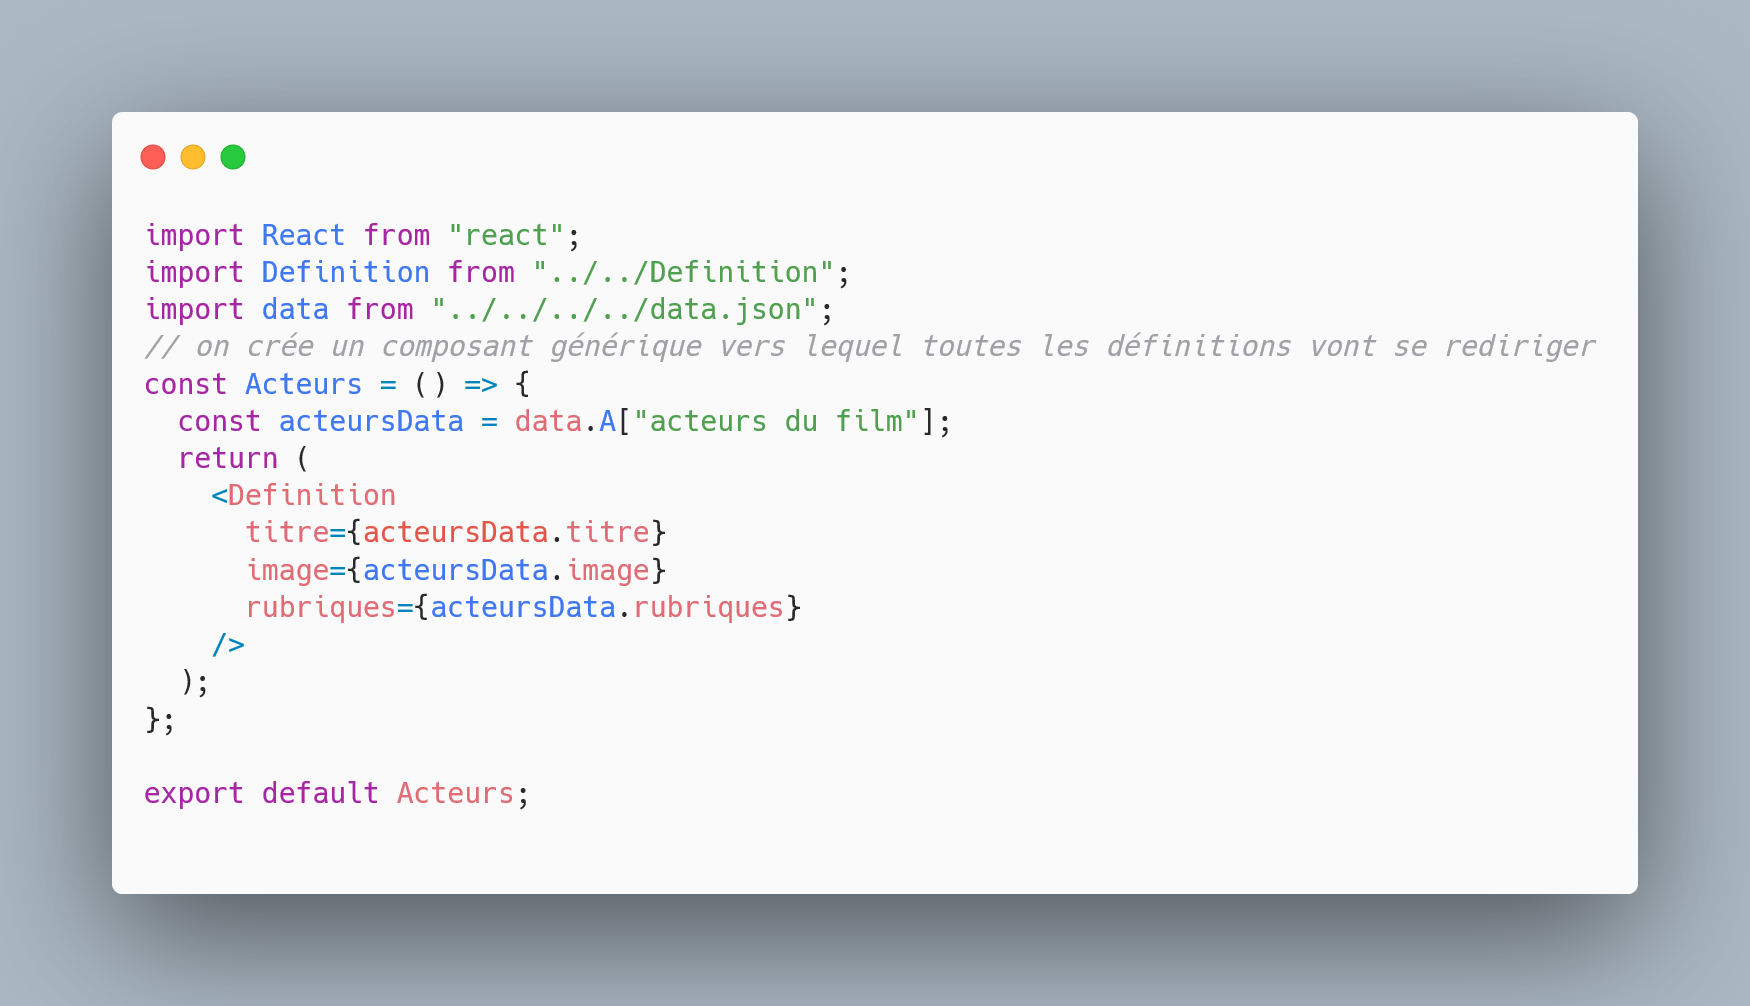 import React from "react";
import Definition from "../../Definition";
import data from "../../../../data.json";
// on crée un composant générique vers lequel toutes les définitions vont se rediriger
const Acteurs = () => {
  const acteursData = data.A["acteurs du film"];
  return (
    <Definition
      titre={acteursData.titre}
      image={acteursData.image}
      rubriques={acteursData.rubriques}
    />
  );
};

export default Acteurs;